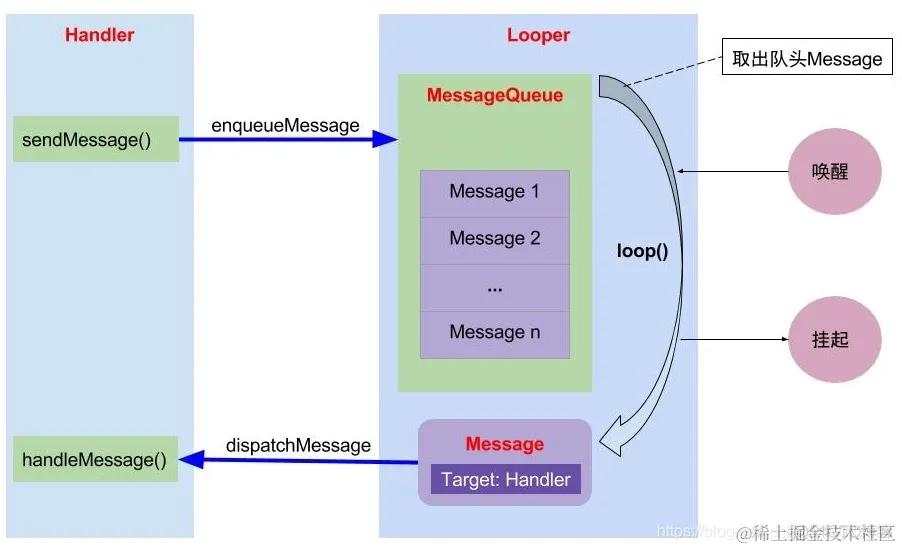 Handler
Looper
取出队头Message
MessageQueue
sendMessage()
enqueueMessage
唤醒
Message 1
Message 2
...
Message n
loop()
挂起
handleMessage()
dispatchMessage
Message
Target: Handler
https://blog.
@稀土掘金技术社区